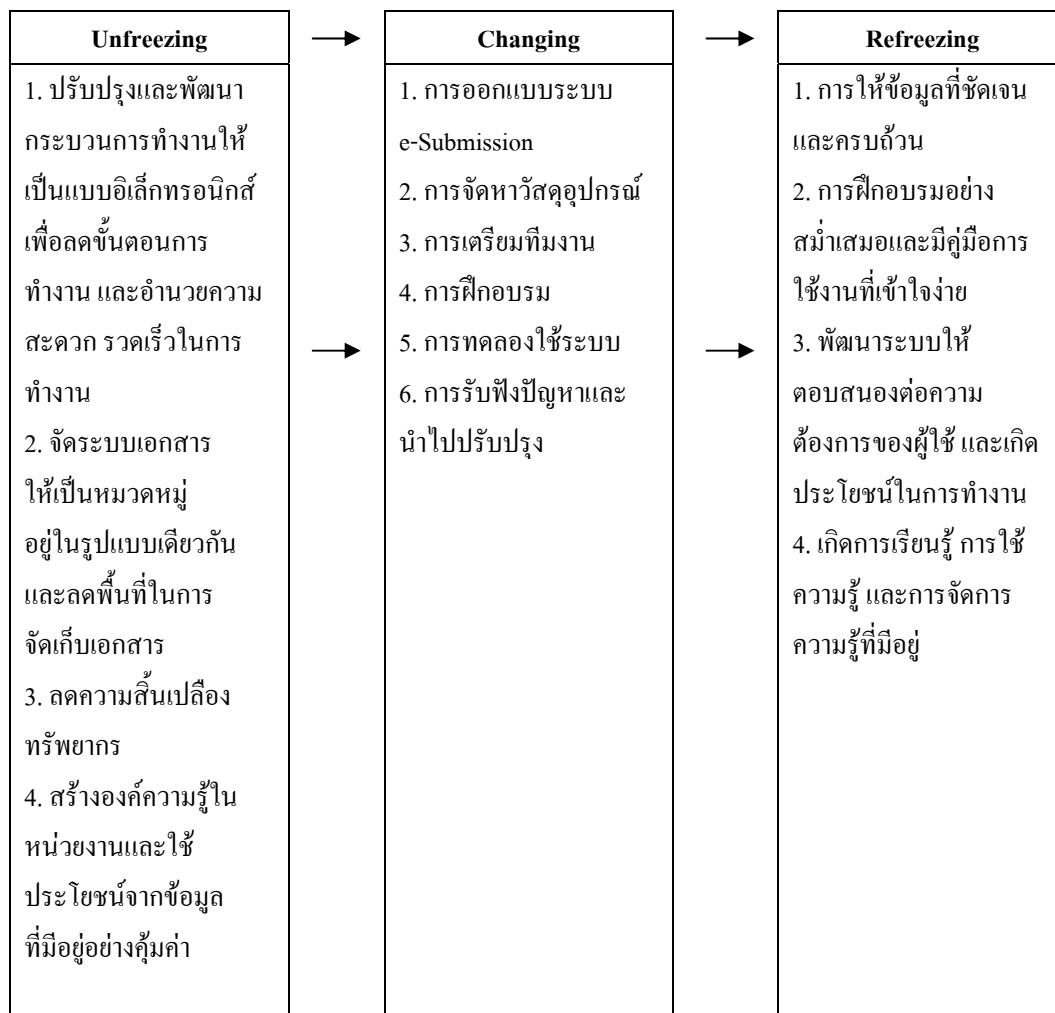 Unfreezing
1. ปรับปรุงและพัฒนา
กระบวนการทำงานให้
เป็นแบบอิเล็กทรอนิกส์
เพื่อลดขั้นตอนการ
ทำงาน และอำนวยความ
สะดวก รวดเร็วในการ
ทำงาน
2. จัดระบบเอกสาร
ให้เป็นหมวดหมู่
อยู่ในรูปแบบเดียวกัน
และลดพื้นที่ในการ
จัดเก็บเอกสาร
3. ลดความสิ้นเปลือง
ทรัพยากร
4. สร้างองค์ความรู้ใน
หน่วยงานและใช้
ประโยชน์จากข้อมูล
ที่มีอยู่อย่างคุ้มค่า
Changing
1. การออกแบบระบบ
e-Submission
2. การจัดหาวัสดุอุปกรณ์
3. การเตรียมทีมงาน
4. การฝึกอบรม
5. การทดลองใช้ระบบ
6. การรับฟังปัญหาและ
นำไปปรับปรุง
Refreezing
1. การให้ข้อมูลที่ชัดเจน
และครบถ้วน
2. การฝึกอบรมอย่าง
สม่ำเสมอและมีคู่มือการ
ใช้งานที่เข้าใจง่าย
3. พัฒนาระบบให้
ตอบสนองต่อความ
ต้องการของผู้ใช้ และเกิด
ประโยชน์ในการทำงาน
4. เกิดการเรียนรู้ การใช้
ความรู้ และการจัดการ
ความรู้ที่มีอยู่